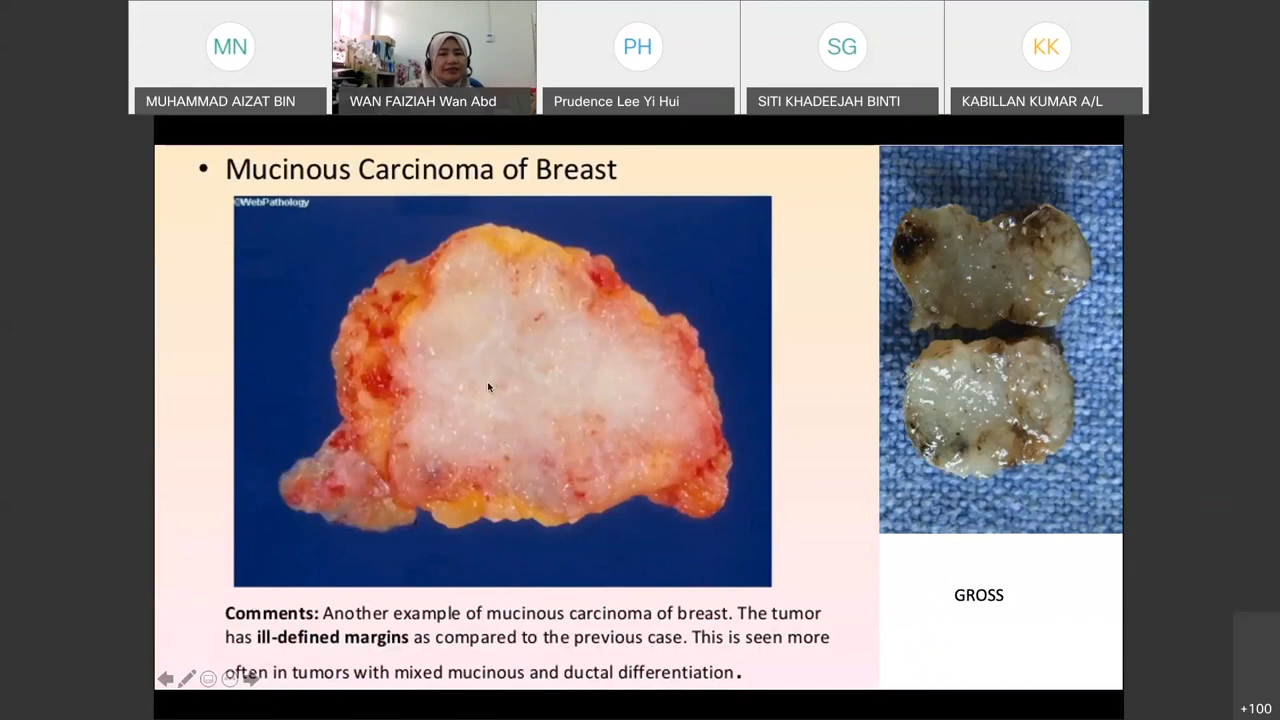 MN
PH
SG
KK
MUHAMMAD AIZAT BIN
WAN FAIZIAH Wan Abd
Prudence Lee Yi Hui
SITI KHADEEJAH BINTI
KABILLAN KUMAR A/L
• Mucinous Carcinoma of Breast
©WebPathology
Comments: Another example of mucinous carcinoma of breast. The tumor
has ill-defined margins as compared to the previous case. This is seen more
often in tumors with mixed mucinous and ductal differentiation.
GROSS
+100